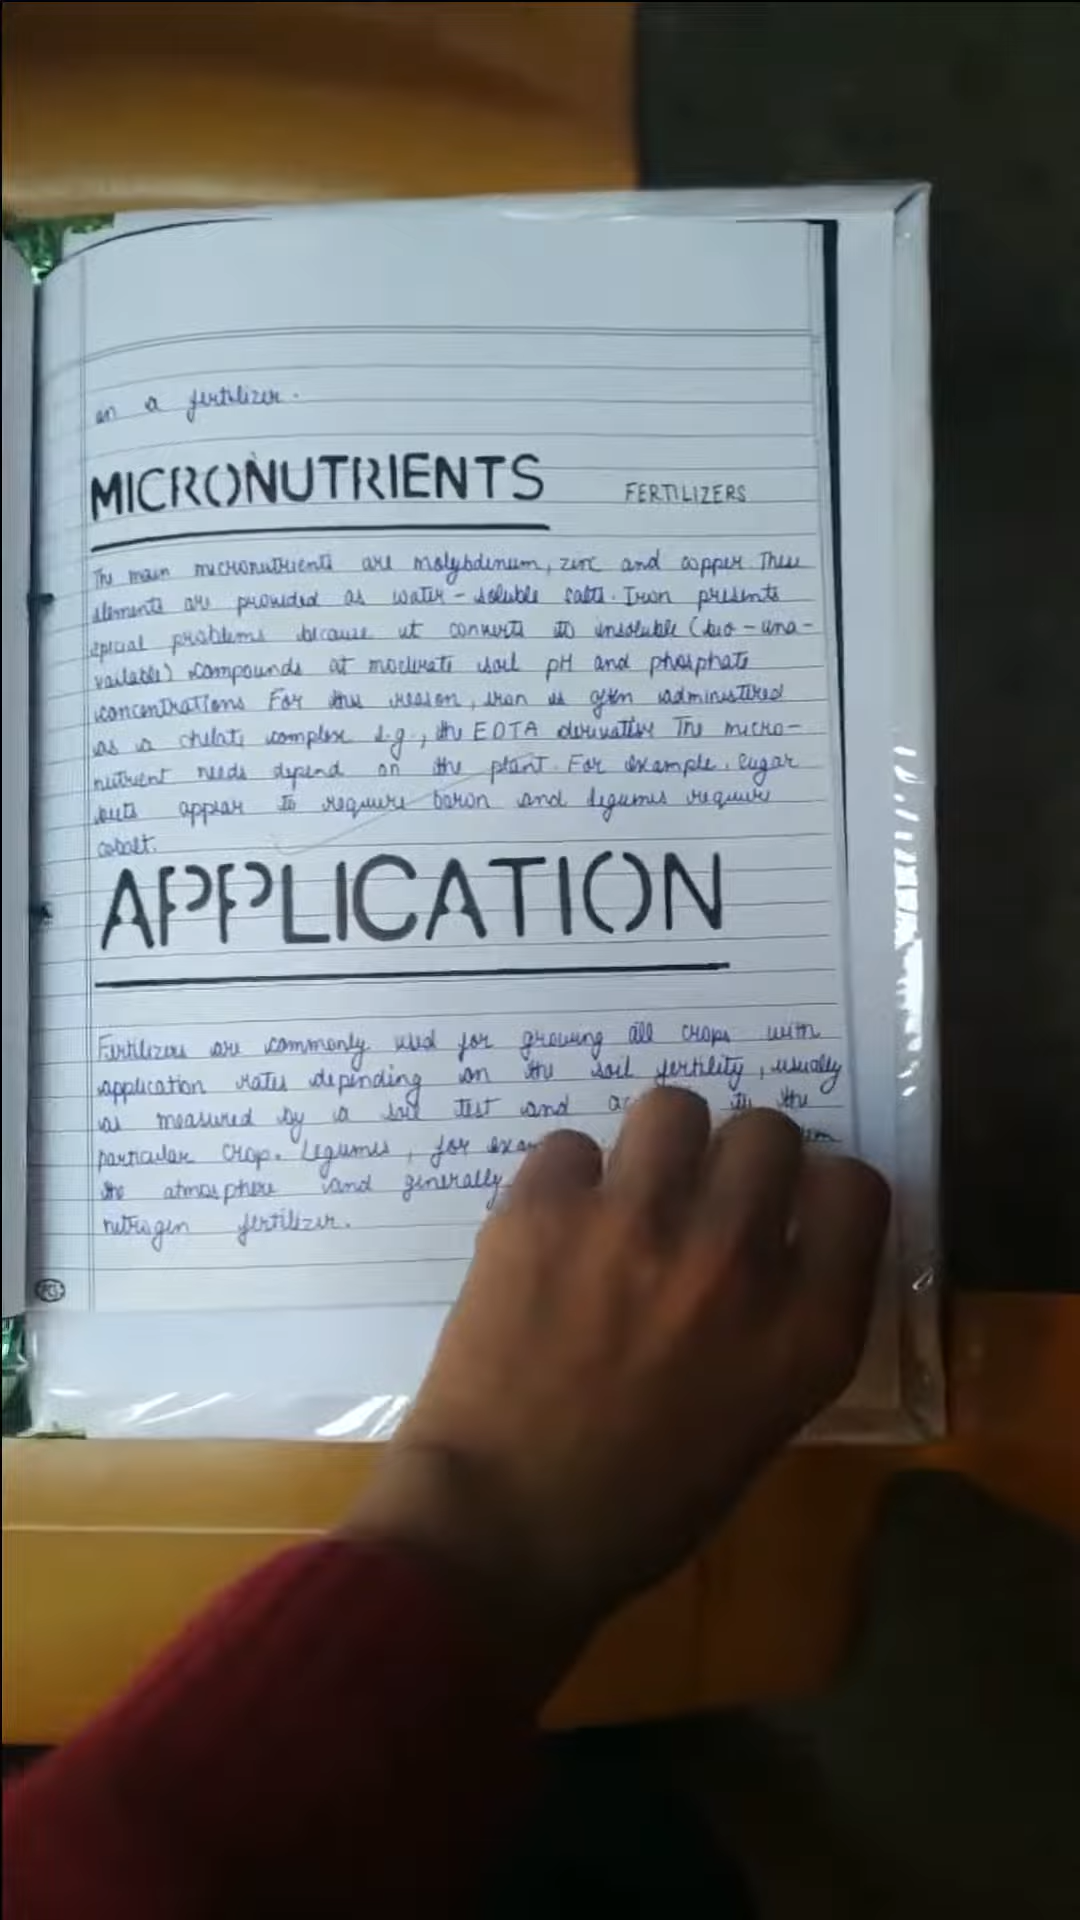 an a fertilizer.
MICRONUTRIENTS FERTILIZERS
The main micronutrients are molybdenum, zinc and copper. These
elements are provided as water-soluble salts. Iron presents
special problems because it converts to insoluble (bio-una-
vailable) compounds at moderate soil pH and phosphate
concentrations For this reason, iron is often administired
as a chelate complex e.g., the EDTA derivative The micro-
nutrient needs depend on the plant. For example, sugar
beets appear to require boron and legumes require
cobalt.
APPLICATION
Fertilizers are commonly used for growing all crops with
application rates depending on the soil fertility, usually
as measured by a soil test and to the
particular crop. Legumes, for
the atmosphere and generally
nitrogen fertilizer.